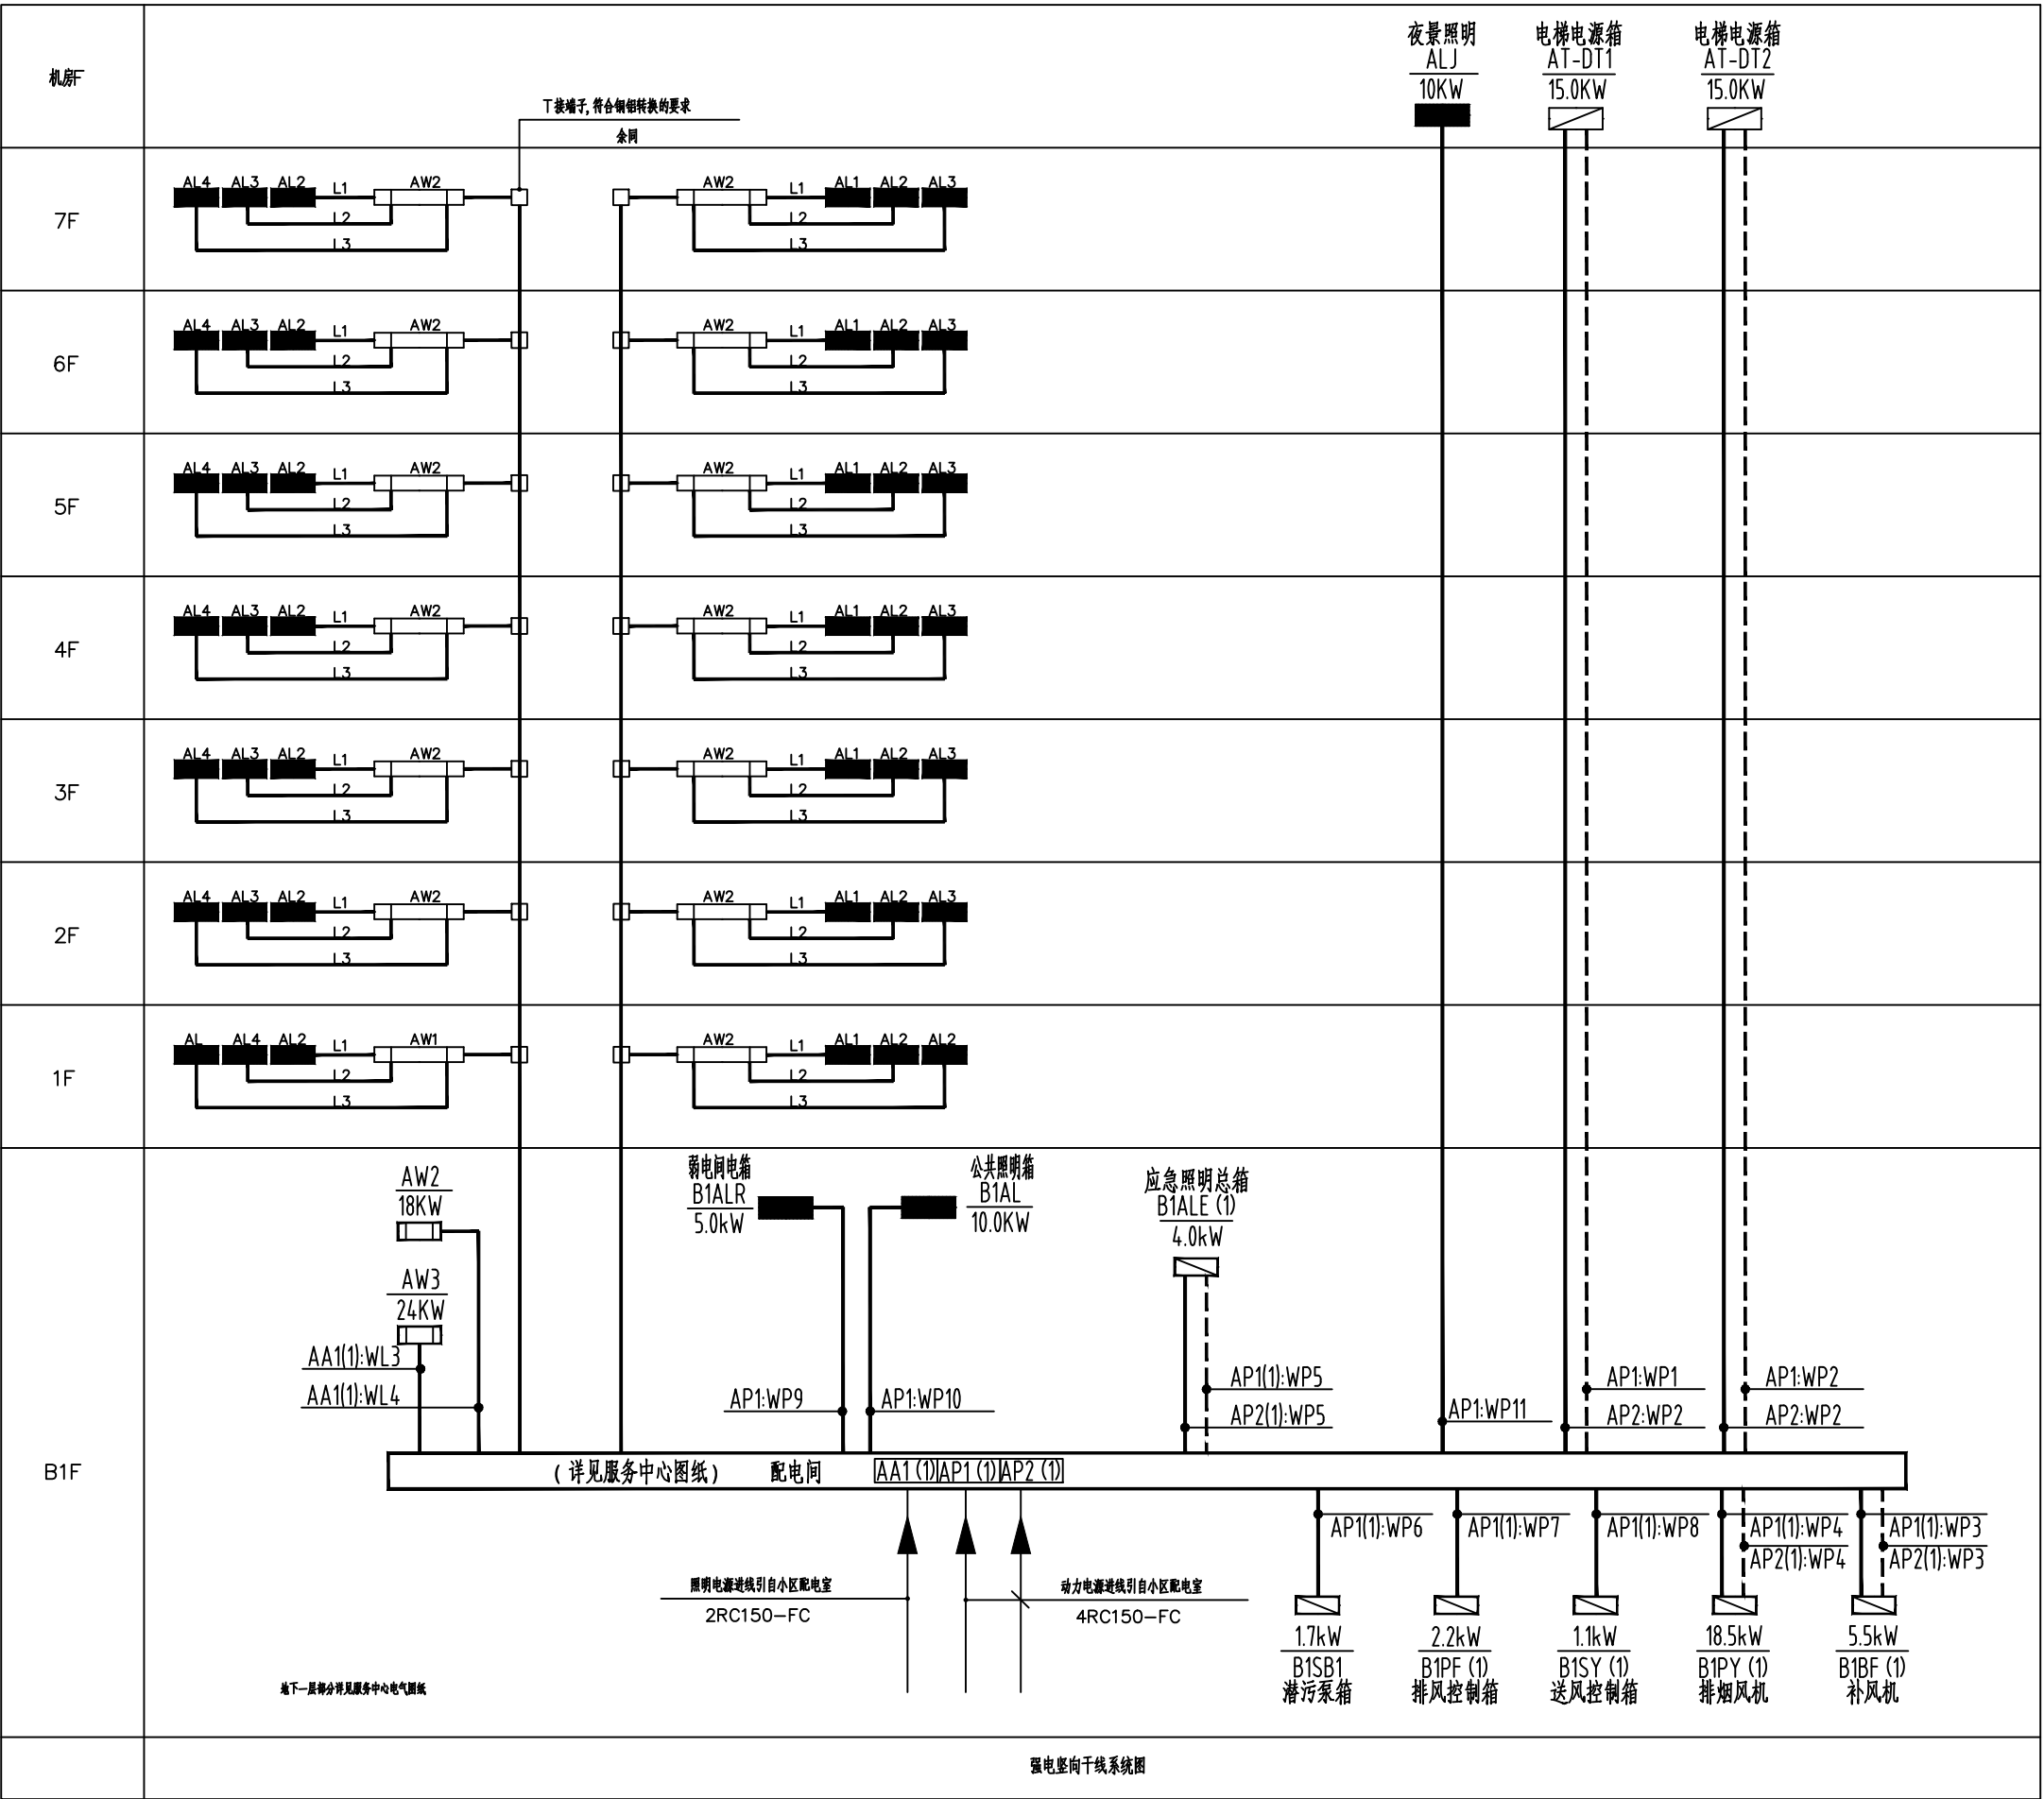 夜景照明
ALJ
10KW
电梯电源箱
AT-DT1
15.0KW
电梯电源箱
AT-DT2
15.0KW
机房F
T接端子,符合铜铝转换的要求
余同
7F
AL4 AL3 AL2 L1 AW2
L2
L3
AW2 L1 AL1 AL2 AL3
L2
L3
6F
AL4 AL3 AL2 L1 AW2
L2
L3
AW2 L1 AL1 AL2 AL3
L2
L3
5F
AL4 AL3 AL2 L1 AW2
L2
L3
AW2 L1 AL1 AL2 AL3
L2
L3
4F
AL4 AL3 AL2 L1 AW2
L2
L3
AW2 L1 AL1 AL2 AL3
L2
L3
3F
AL4 AL3 AL2 L1 AW2
L2
L3
AW2 L1 AL1 AL2 AL3
L2
L3
2F
AL4 AL3 AL2 L1 AW2
L2
L3
AW2 L1 AL1 AL2 AL3
L2
L3
1F
AL AL4 AL2 L1 AW1
L2
L3
AW2 L1 AL1 AL2 AL2
L2
L3
B1F
AW2
18KW
AW3
24KW
AA1(1):WL3
AA1(1):WL4
弱电间电箱
B1ALR
5.0kW
公共照明箱
B1AL
10.0KW
应急照明总箱
B1ALE(1)
4.0kW
AP1:WP9
AP1:WP10
AP1(1):WP5
AP2(1):WP5
AP1:WP11
AP1:WP1
AP2:WP2
AP1:WP2
AP2:WP2
(详见服务中心图纸) 配电间 AA1(1) AP1(1) AP2(1)
AP1(1):WP6
AP1(1):WP7
AP1(1):WP8
AP1(1):WP4
AP2(1):WP4
AP1(1):WP3
AP2(1):WP3
照明电源进线引自小区配电室
2RC150-FC
动力电源进线引自小区配电室
4RC150-FC
1.7kW
B1SB1
潜污泵箱
2.2kW
B1PF(1)
排风控制箱
1.1kW
B1SY(1)
送风控制箱
18.5kW
B1PY(1)
排烟风机
5.5kW
B1BF(1)
补风机
地下一层部分详见服务中心电气图纸
强电竖向干线系统图